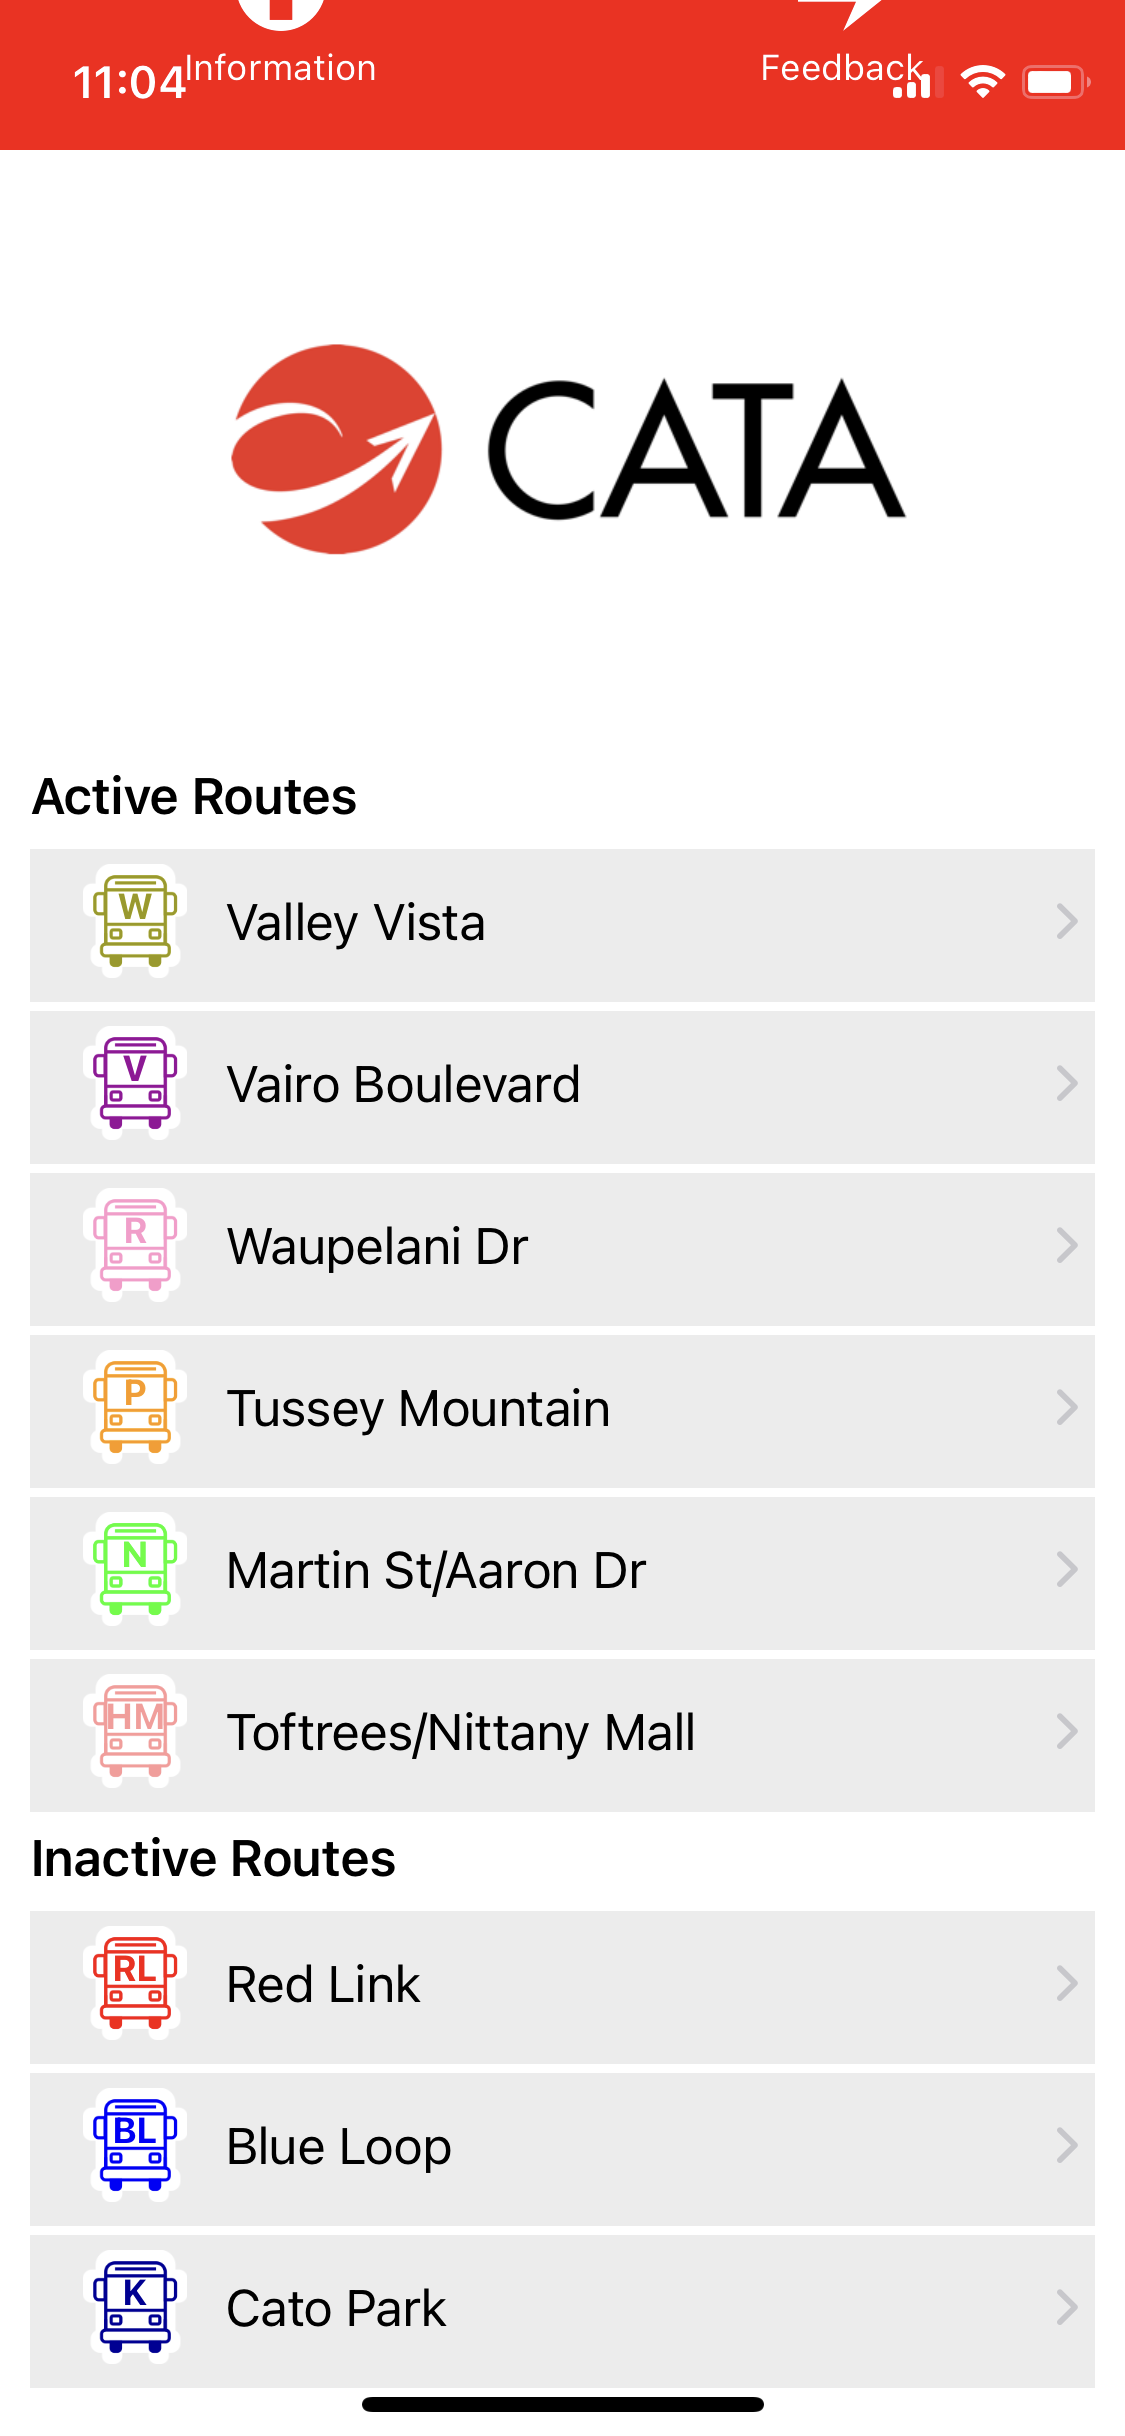 11:04
Information
Feedback
CATA
Active Routes
W
Valley Vista
V
Vairo Boulevard
R
Waupelani Dr
P
Tussey Mountain
N
Martin St/Aaron Dr
HM
Toftrees/Nittany Mall
Inactive Routes
RL
Red Link
BL
Blue Loop
K
Cato Park